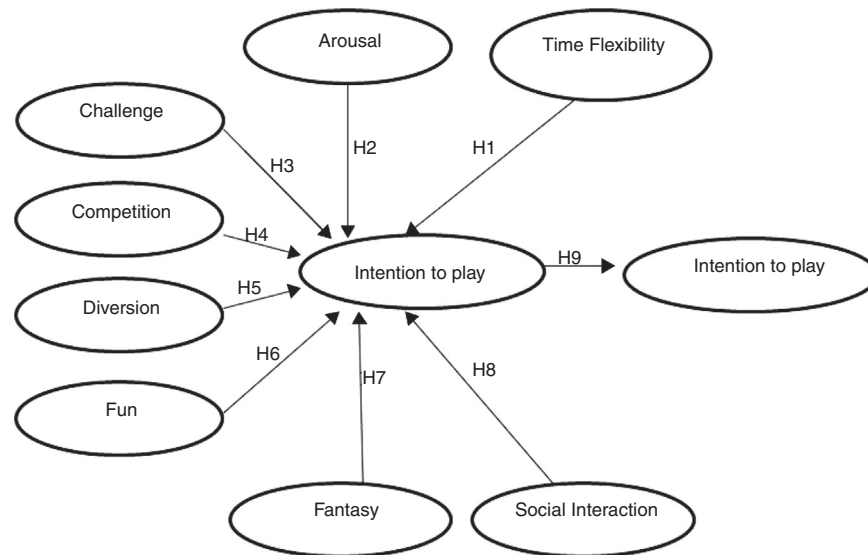 Arousal
Time Flexibility
Challenge
H2
H1
H3
Competition
H4
Intention to play
H9
Intention to play
Diversion
H5
H6
H7
H8
Fun
Fantasy
Social Interaction